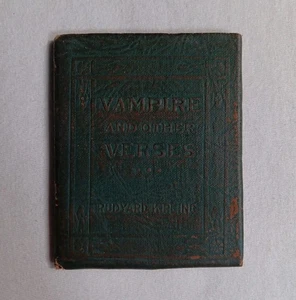 VAMPIRE
AND OTHER
VERSES
RUDYARD KIPLING